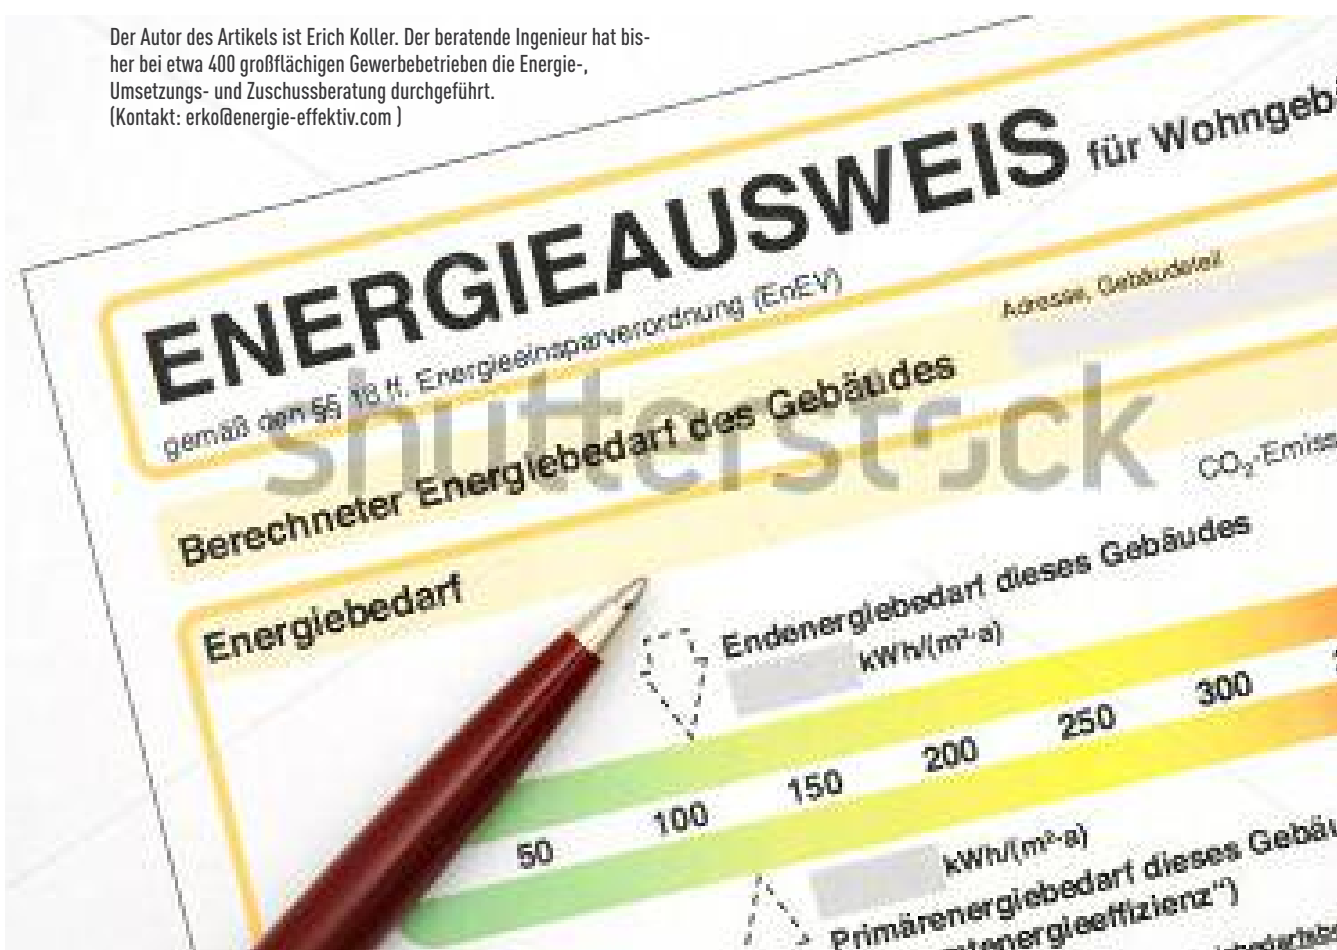 Der Autor des Artikels ist Erich Koller. Der beratende Ingenieur hat bis-
her bei etwa 400 großflächigen Gewerbebetrieben die Energie-,
Umsetzungs- und Zuschussberatung durchgeführt.
(Kontakt: erko@energie-effektiv.com )
ENERGIEAUSWEIS für Wohngebä
gemäß den §§ 16 ff. Energieeinsparverordnung (EnEV)
Adresse, Gebäudeteil
shutterstock
Berechneter Energiebedarf des Gebäudes
Energiebedarf
CO₂-Emiss
Endenergiebedarf dieses Gebäudes
kWh/(m²·a)
50 100 150 200 250 300
kWh/(m²·a)
Primärenergiebedarf dieses Gebäu
mtenergieeffizienz")